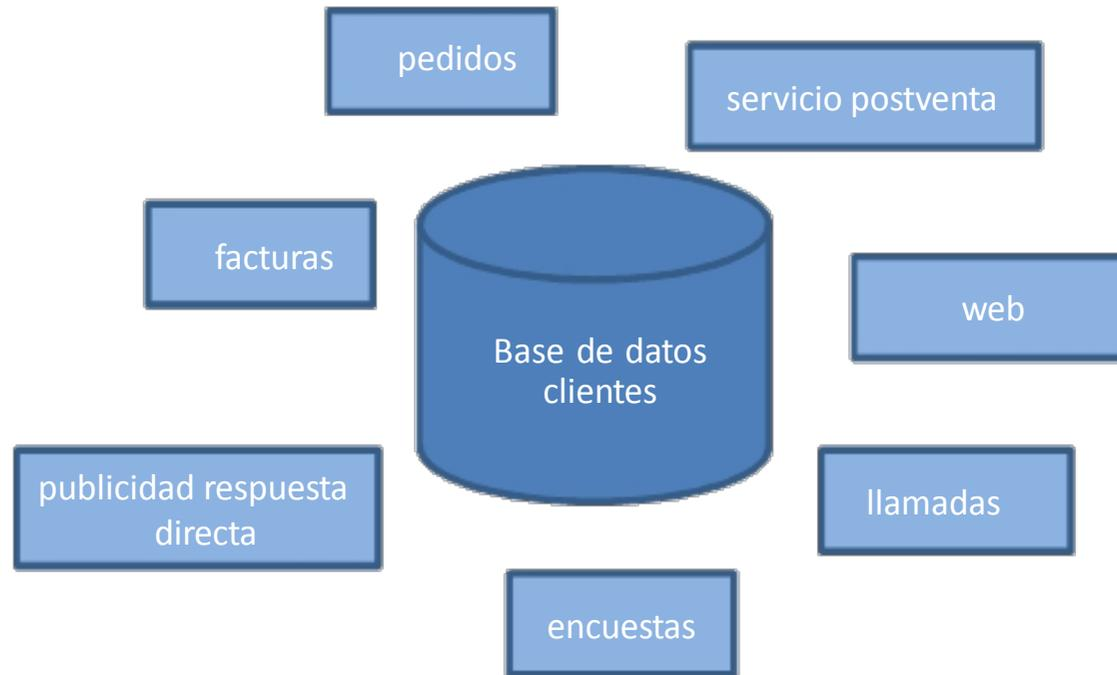 pedidos
servicio postventa
facturas
web
Base de datos
clientes
publicidad respuesta
directa
llamadas
encuestas